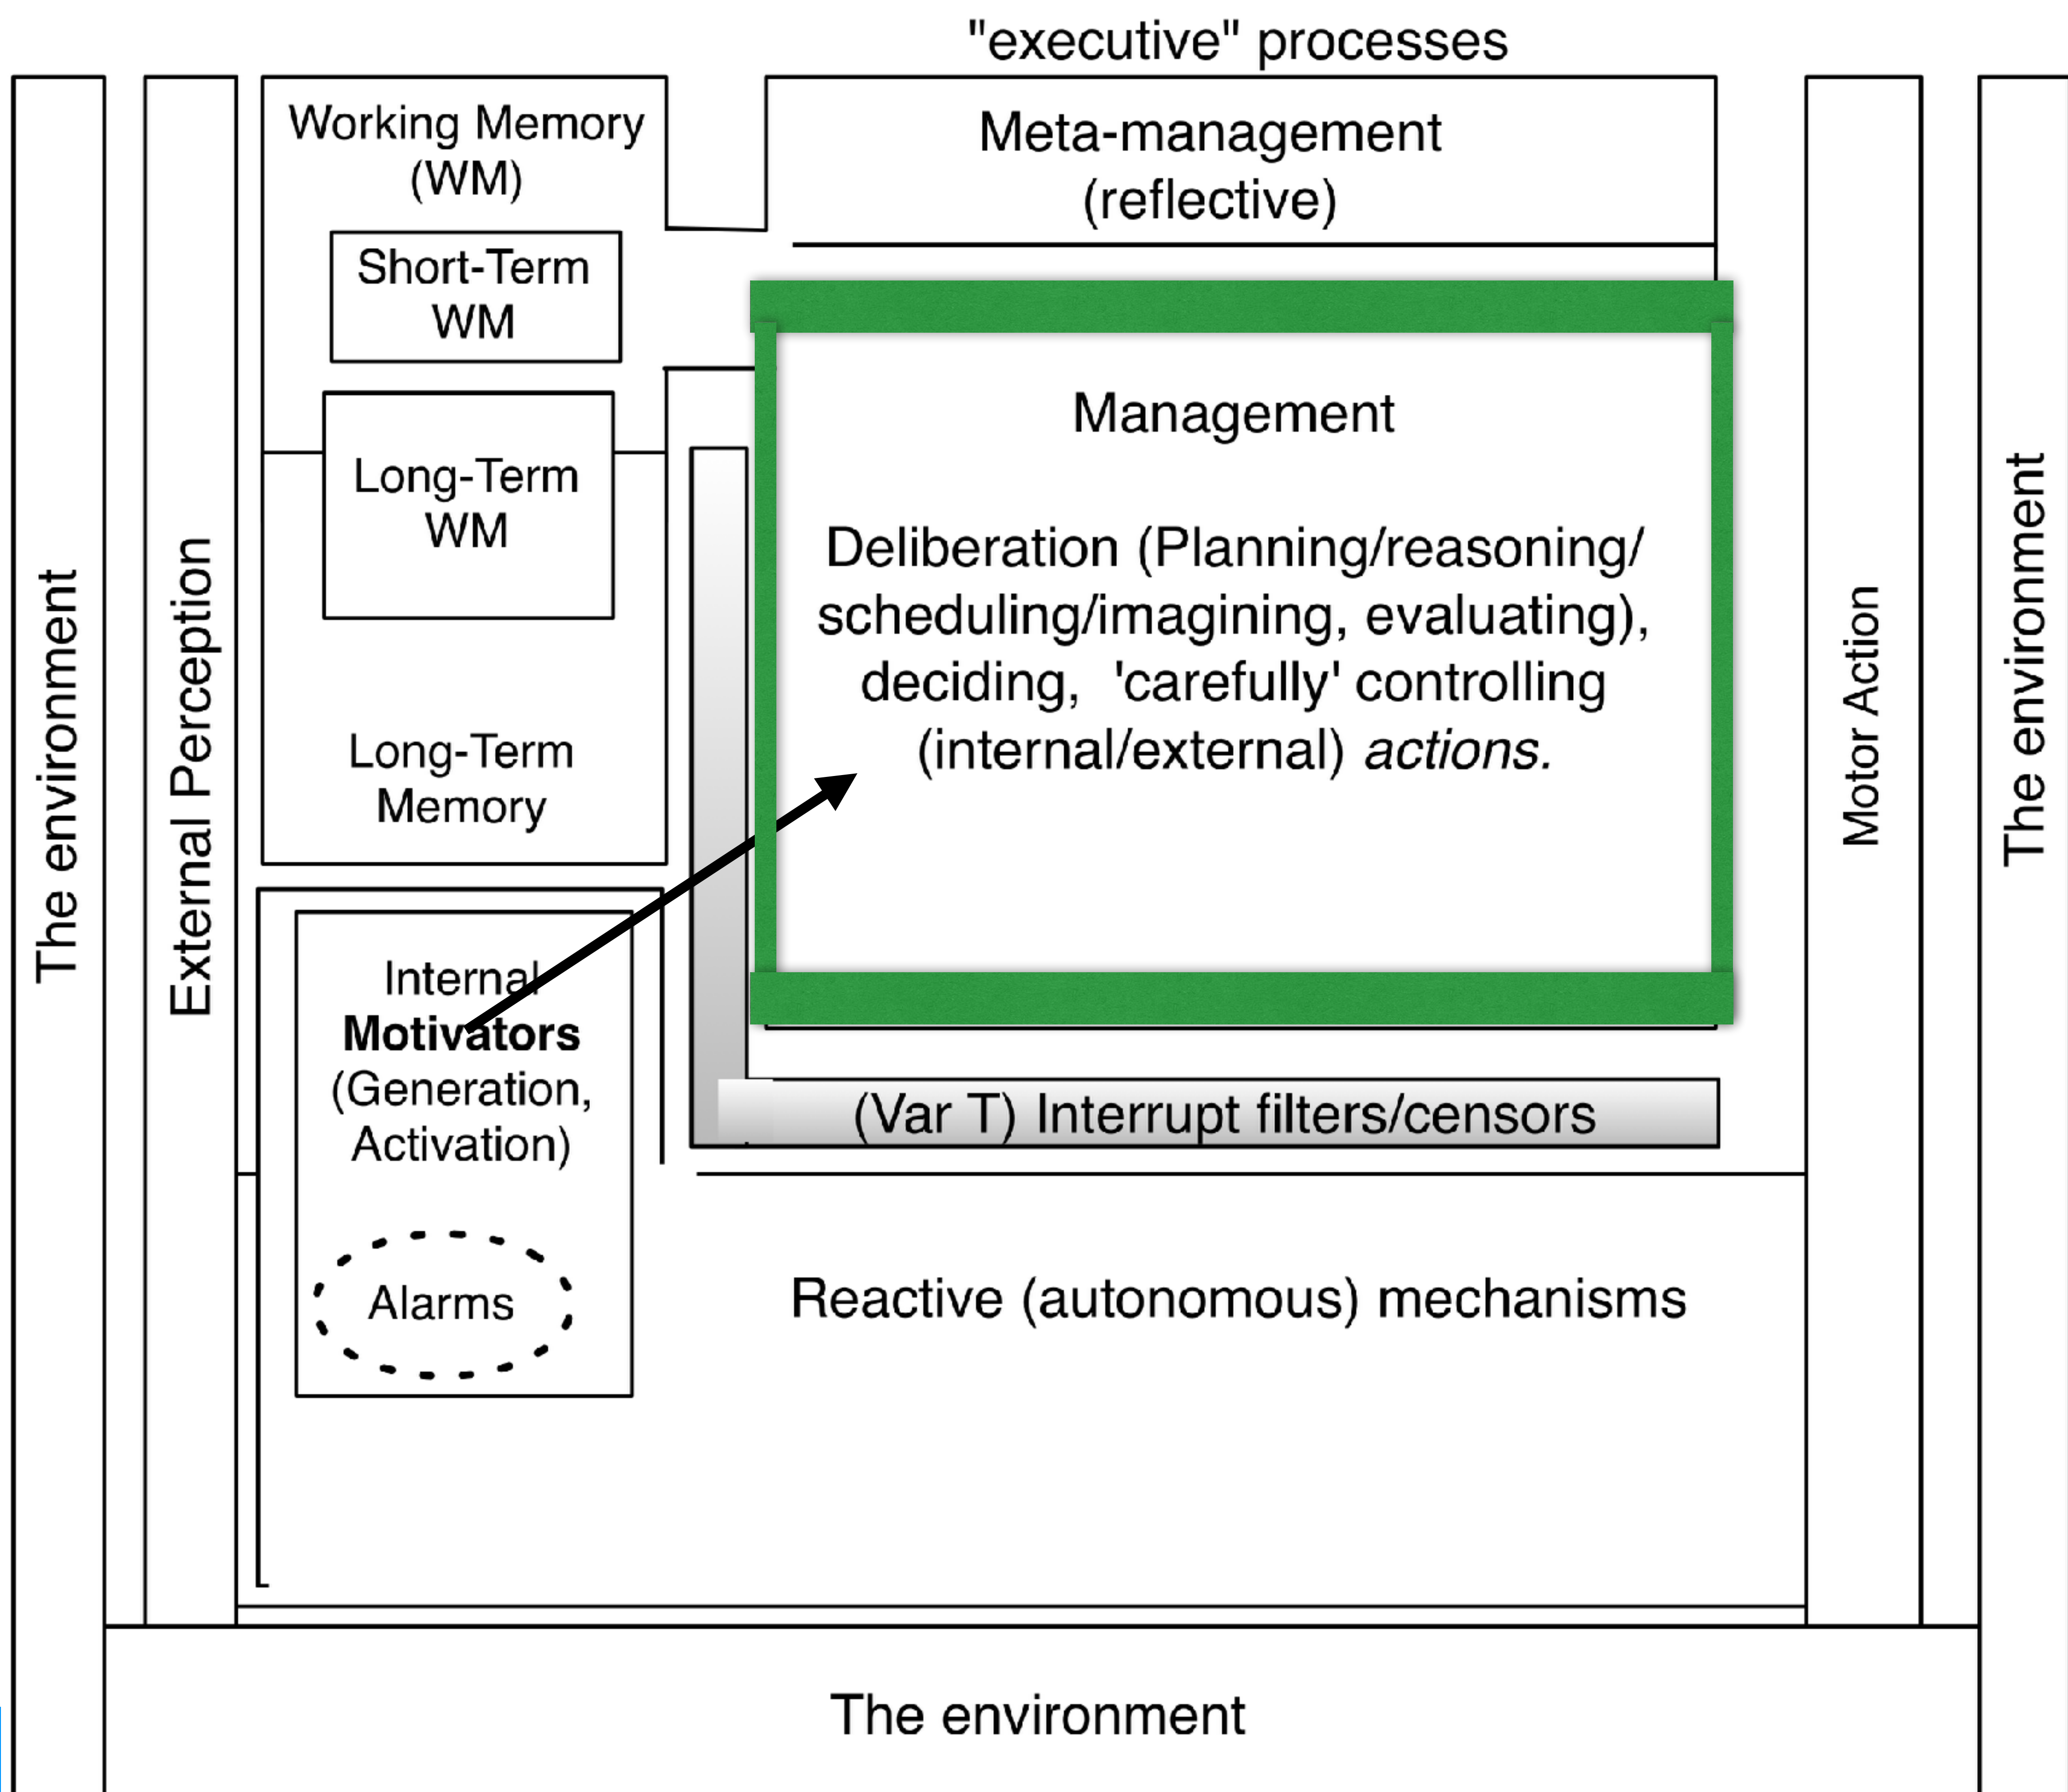 "executive" processes
The environment
External Perception
Working Memory
(WM)
Short-Term
WM
Long-Term
WM
Long-Term
Memory
Internal
Motivators
(Generation,
Activation)
Alarms
Meta-management
(reflective)
Management
Deliberation (Planning/reasoning/
scheduling/imagining, evaluating),
deciding, 'carefully' controlling
(internal/external) actions.
(Var T) Interrupt filters/censors
Reactive (autonomous) mechanisms
Motor Action
The environment
The environment